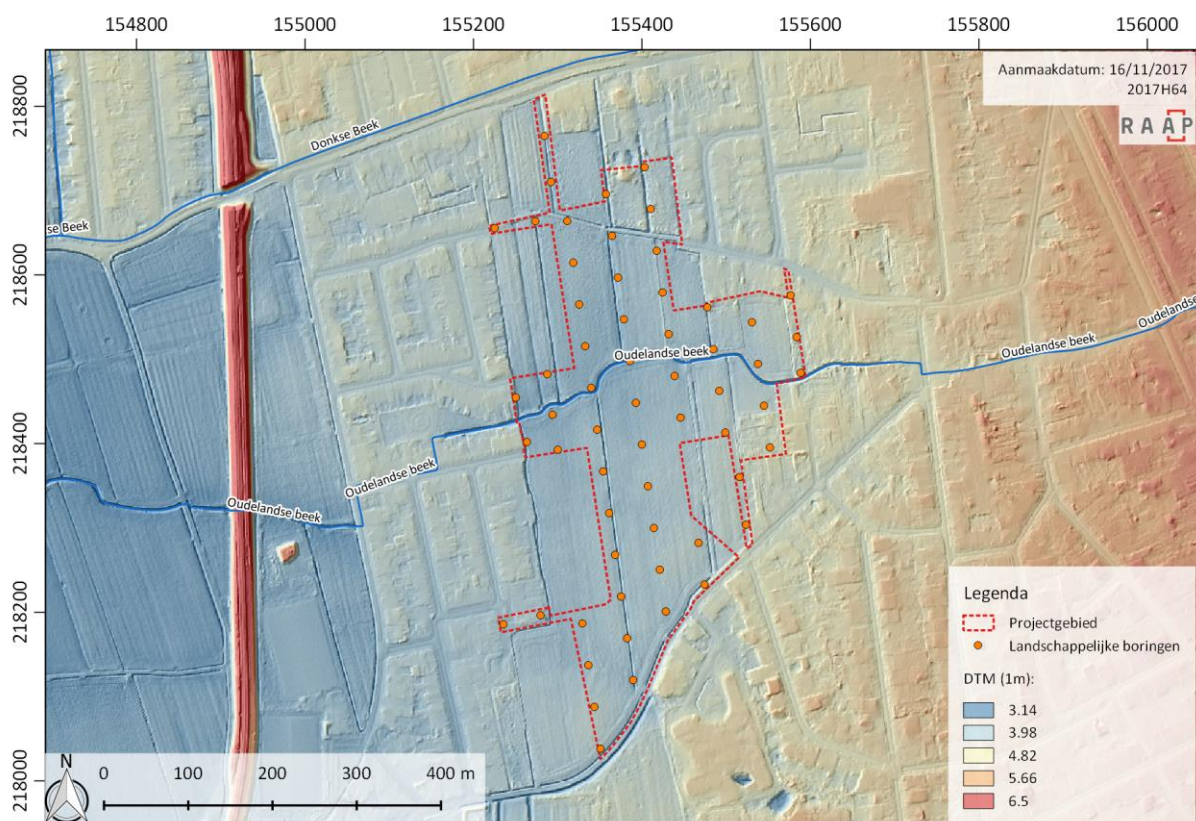 154800 155000 155200 155400 155600 155800 156000
218800
218600
218400
218200
218000
Aanmaakdatum: 16/11/2017
2017H64
RAAP
Donkse Beek
se Beek
Oudelandse
Oudelandse beek
Oudelandse beek
Oudelandse beek
Oudelandse beek
N
0 100 200 300 400 m
Legenda
Projectgebied
Landschappelijke boringen
DTM (1m):
3.14
3.98
4.82
5.66
6.5